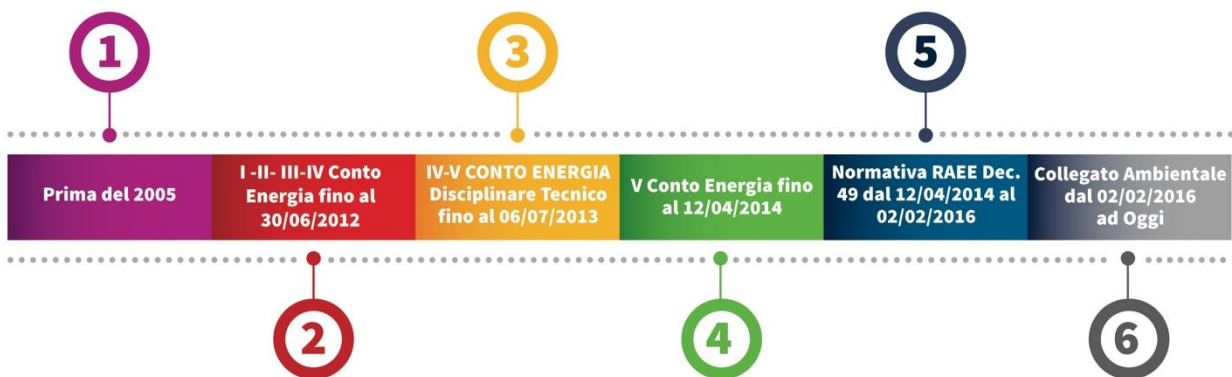 1
3
5
Prima del 2005
I -II- III-IV Conto
Energia fino al
30/06/2012
IV-V CONTO ENERGIA
Disciplinare Tecnico
fino al 06/07/2013
V Conto Energia fino
al 12/04/2014
Normativa RAEE Dec.
49 dal 12/04/2014 al
02/02/2016
Collegato Ambientale
dal 02/02/2016
ad Oggi
2
4
6